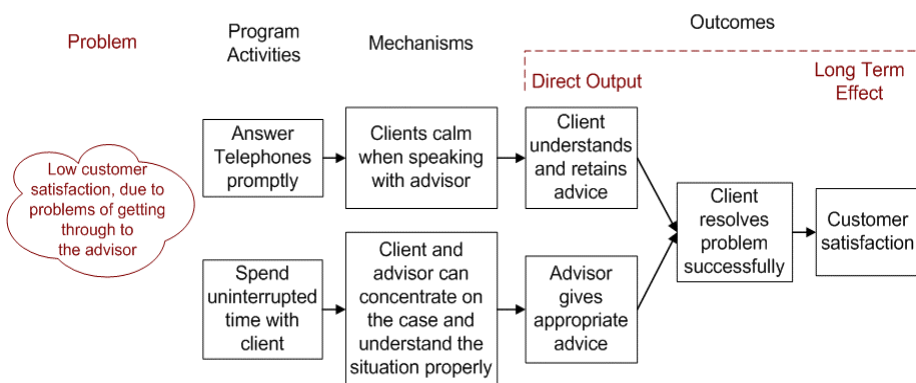 Problem
Program
Activities
Mechanisms
Outcomes
Direct Output
Long Term
Effect
Low customer
satisfaction, due to
problems of getting
through to
the advisor
Answer
Telephones
promptly
Clients calm
when speaking
with advisor
Client
understands
and retains
advice
Spend
uninterrupted
time with
client
Client and
advisor can
concentrate on
the case and
understand the
situation properly
Advisor
gives
appropriate
advice
Client
resolves
problem
successfully
Customer
satisfaction